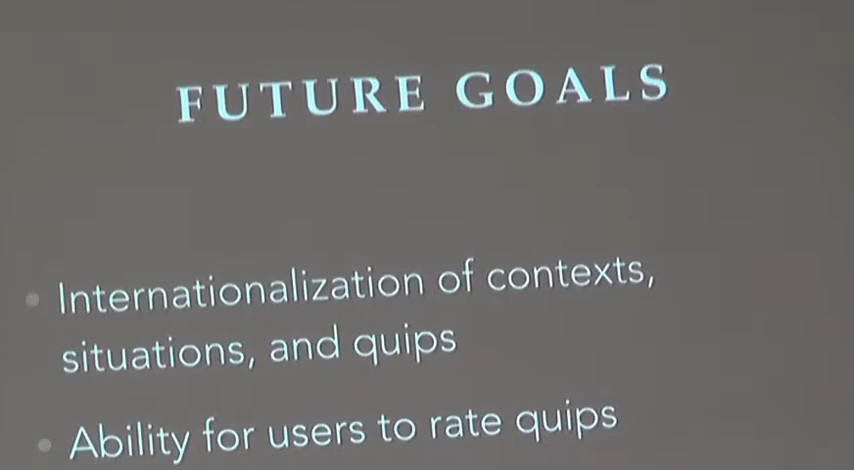 FUTURE GOALS
Internationalization of contexts,
situations, and quips
Ability for users to rate quips